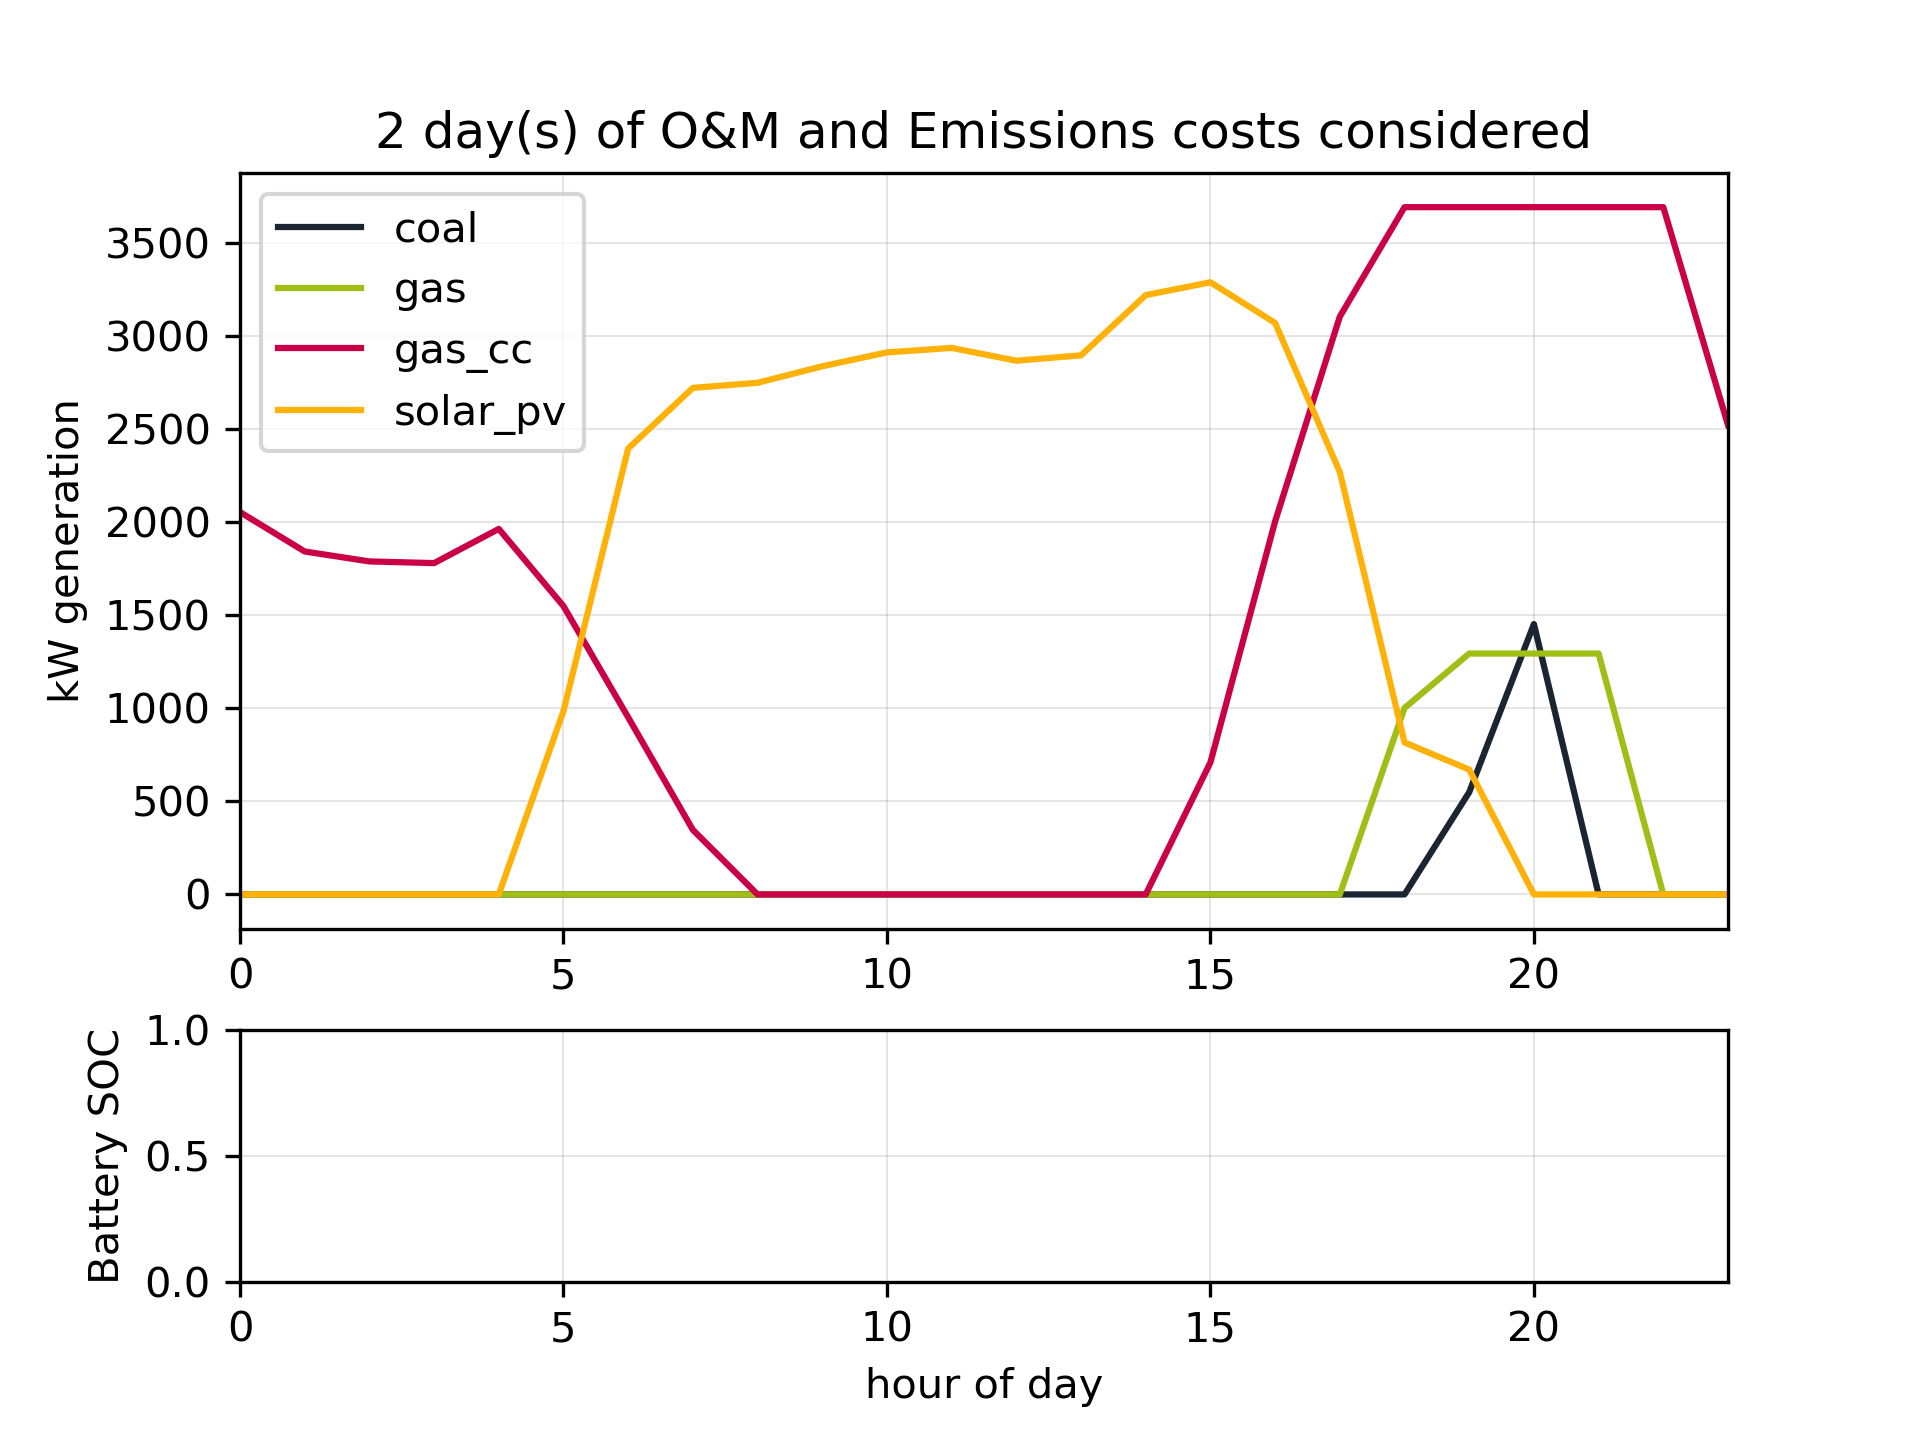 2 day(s) of O&M and Emissions costs considered
coal
gas
gas_cc
solar_pv
kW generation
3500
3000
2500
2000
1500
1000
500
0
0 5 10 15 20
Battery SOC
1.0
0.5
0.0
0 5 10 15 20
hour of day